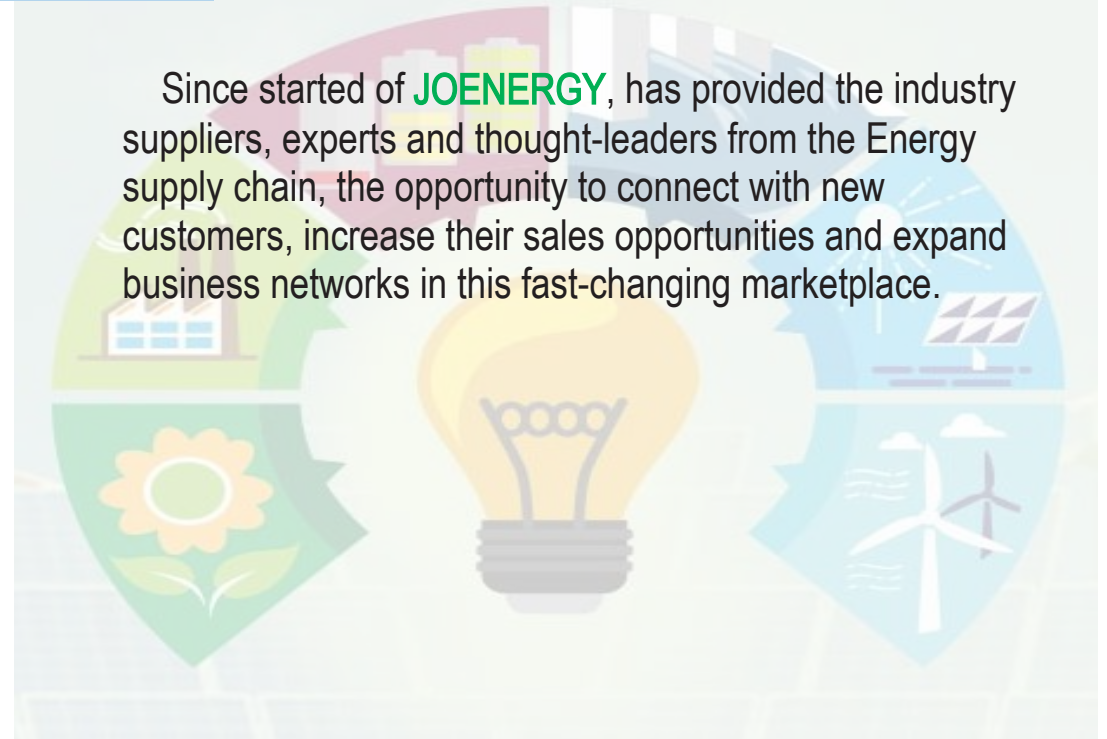 Since started of JOENERGY, has provided the industry
suppliers, experts and thought-leaders from the Energy
supply chain, the opportunity to connect with new
customers, increase their sales opportunities and expand
business networks in this fast-changing marketplace.